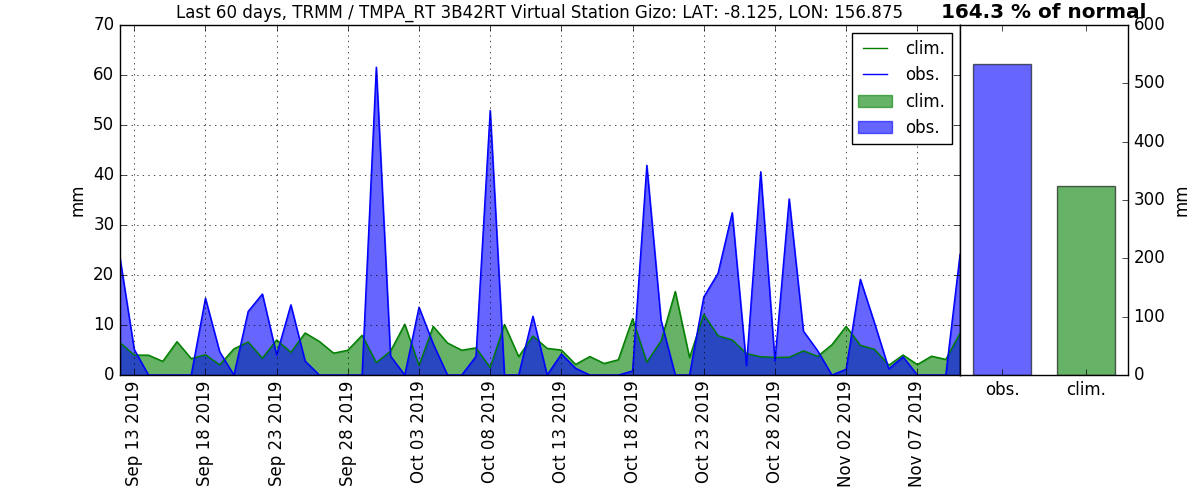 Last 60 days, TRMM / TMPA_RT 3B42RT Virtual Station Gizo: LAT: -8.125, LON: 156.875
164.3 % of normal
70
60
50
40
30
20
10
0
mm
clim.
obs.
clim.
obs.
600
500
400
300
200
100
0
mm
obs.
clim.
Sep 13 2019
Sep 18 2019
Sep 23 2019
Sep 28 2019
Oct 03 2019
Oct 08 2019
Oct 13 2019
Oct 18 2019
Oct 23 2019
Oct 28 2019
Nov 02 2019
Nov 07 2019